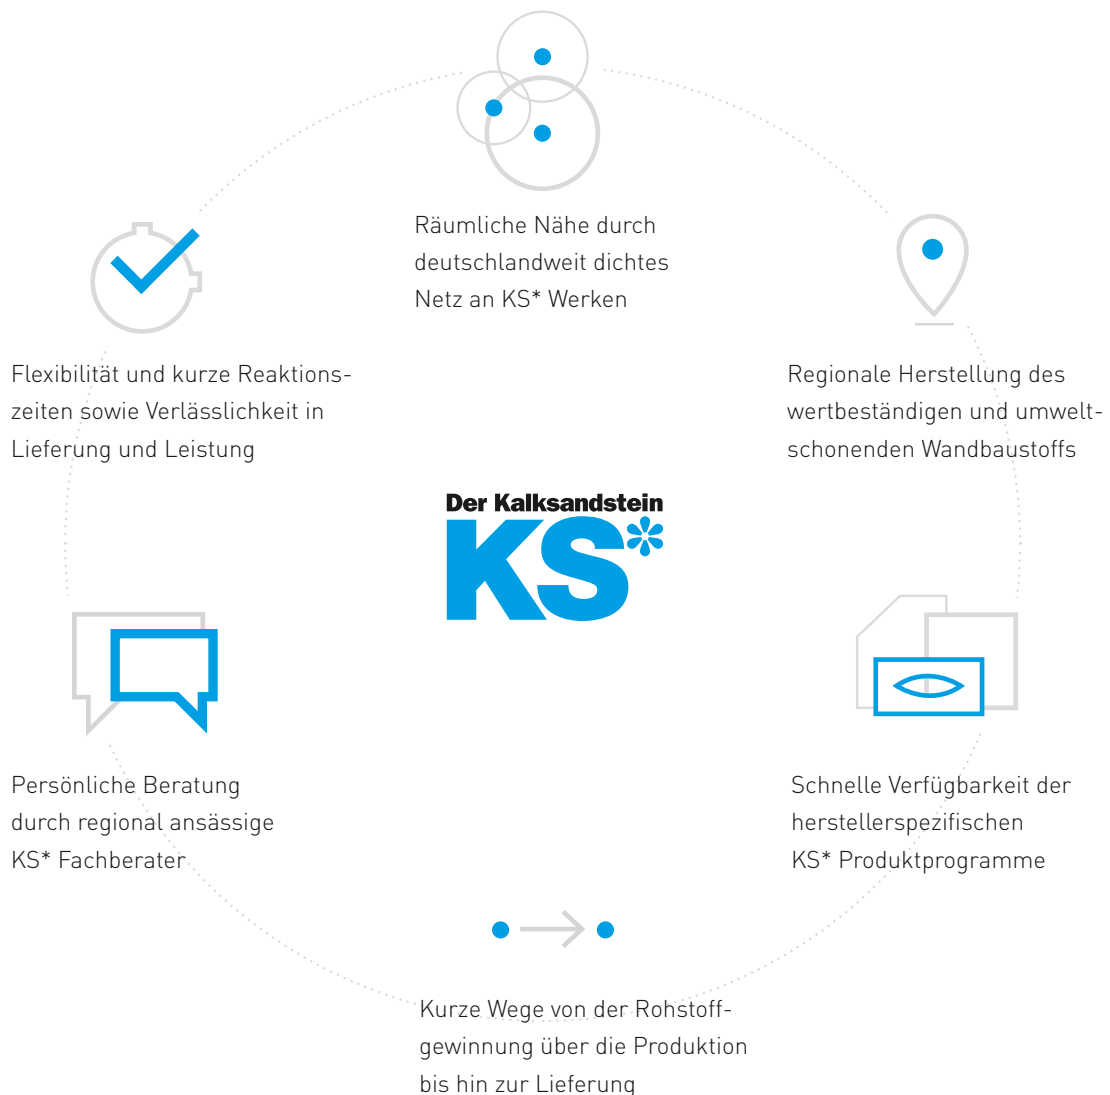 Räumliche Nähe durch
deutschlandweit dichtes
Netz an KS* Werken
Flexibilität und kurze Reaktions-
zeiten sowie Verlässlichkeit in
Lieferung und Leistung
Regionale Herstellung des
wertbeständigen und umwelt-
schonenden Wandbaustoffs
Der Kalksandstein
KS*
Persönliche Beratung
durch regional ansässige
KS* Fachberater
Schnelle Verfügbarkeit der
herstellerspezifischen
KS* Produktprogramme
Kurze Wege von der Rohstoff-
gewinnung über die Produktion
bis hin zur Lieferung